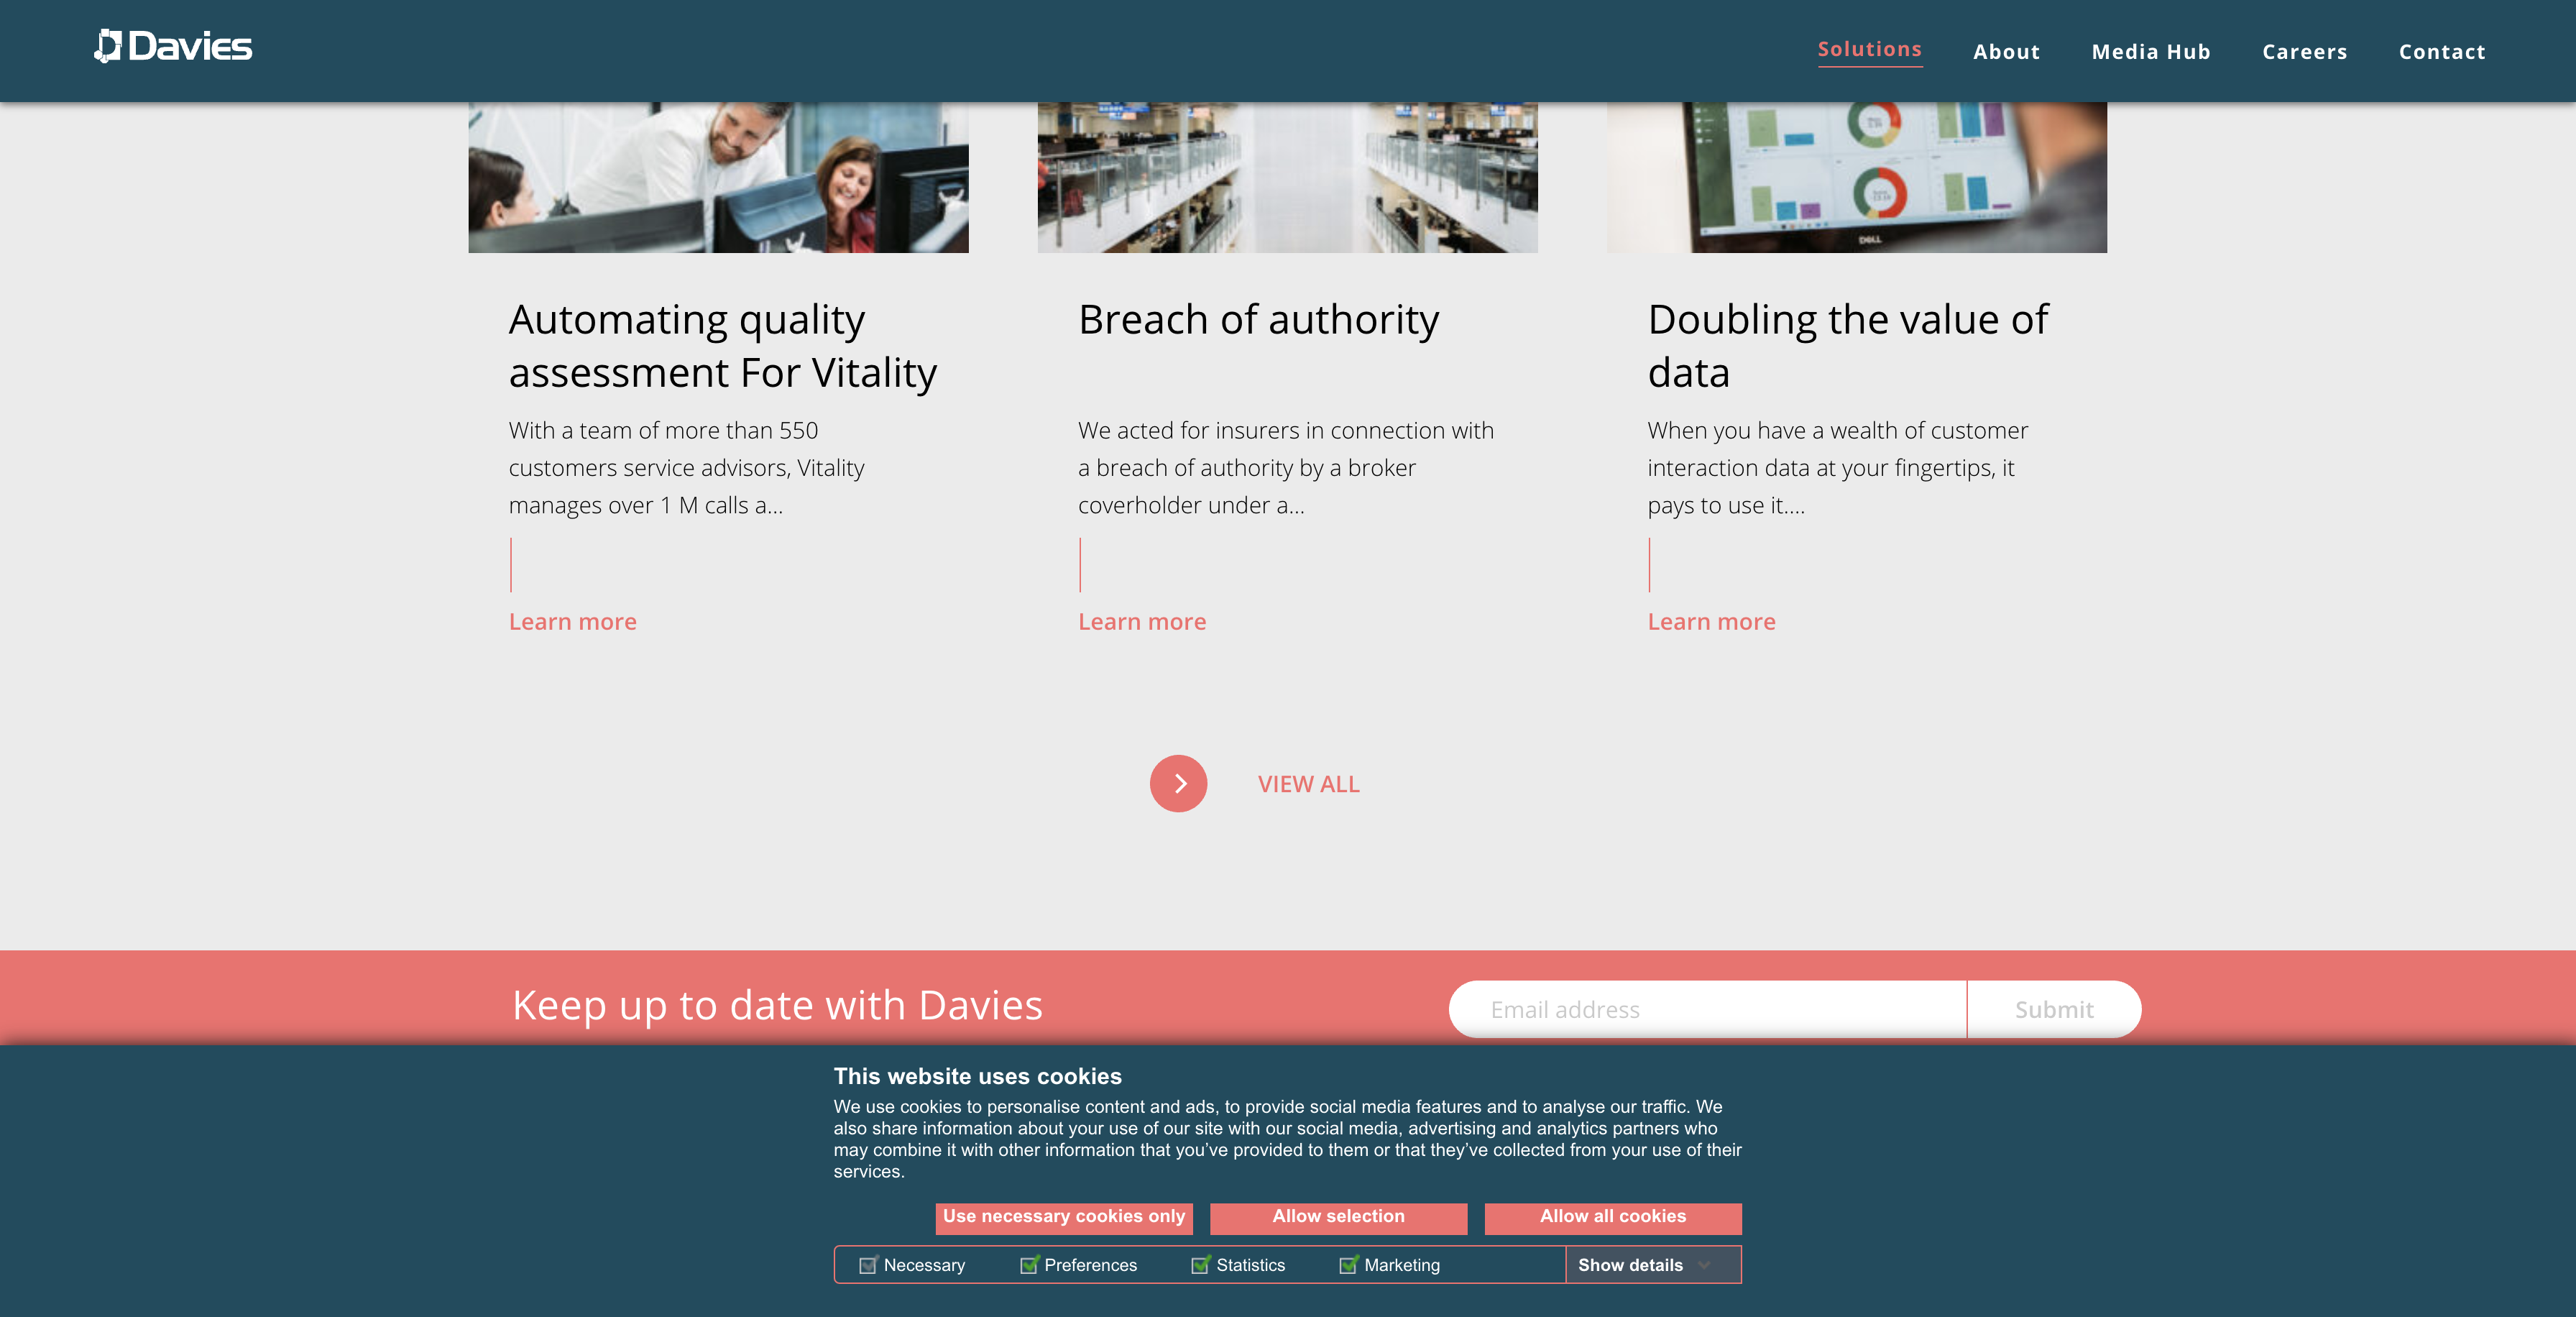 Davies
Solutions
About
Media Hub
Careers
Contact
DELL
Automating quality
assessment For Vitality
With a team of more than 550
customers service advisors, Vitality
manages over 1 M calls a...
Learn more
Breach of authority
We acted for insurers in connection with
a breach of authority by a broker
coverholder under a...
Learn more
Doubling the value of
data
When you have a wealth of customer
interaction data at your fingertips, it
pays to use it....
Learn more
VIEW ALL
Keep up to date with Davies
Email address
Submit
This website uses cookies
We use cookies to personalise content and ads, to provide social media features and to analyse our traffic. We
also share information about your use of our site with our social media, advertising and analytics partners who
may combine it with other information that you’ve provided to them or that they’ve collected from your use of their
services.
Use necessary cookies only
Allow selection
Allow all cookies
Necessary
Preferences
Statistics
Marketing
Show details